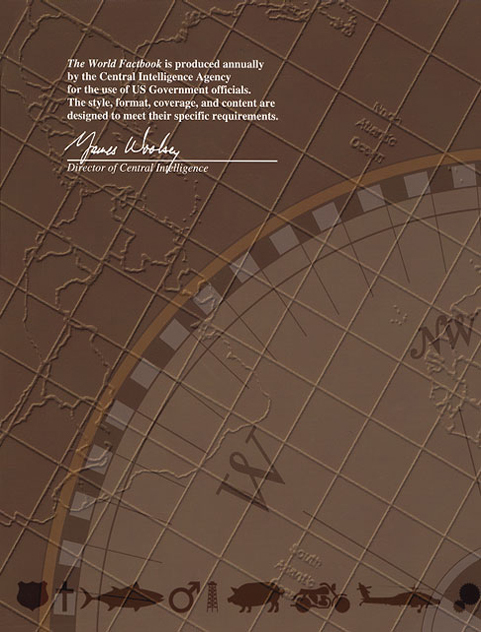 The World Factbook is produced annually
by the Central Intelligence Agency
for the use of US Government officials.
The style, format, coverage, and content are
designed to meet their specific requirements.
James Woolsey
Director of Central Intelligence
North
Atlantic
Ocean
NW
W
South
Atlantic